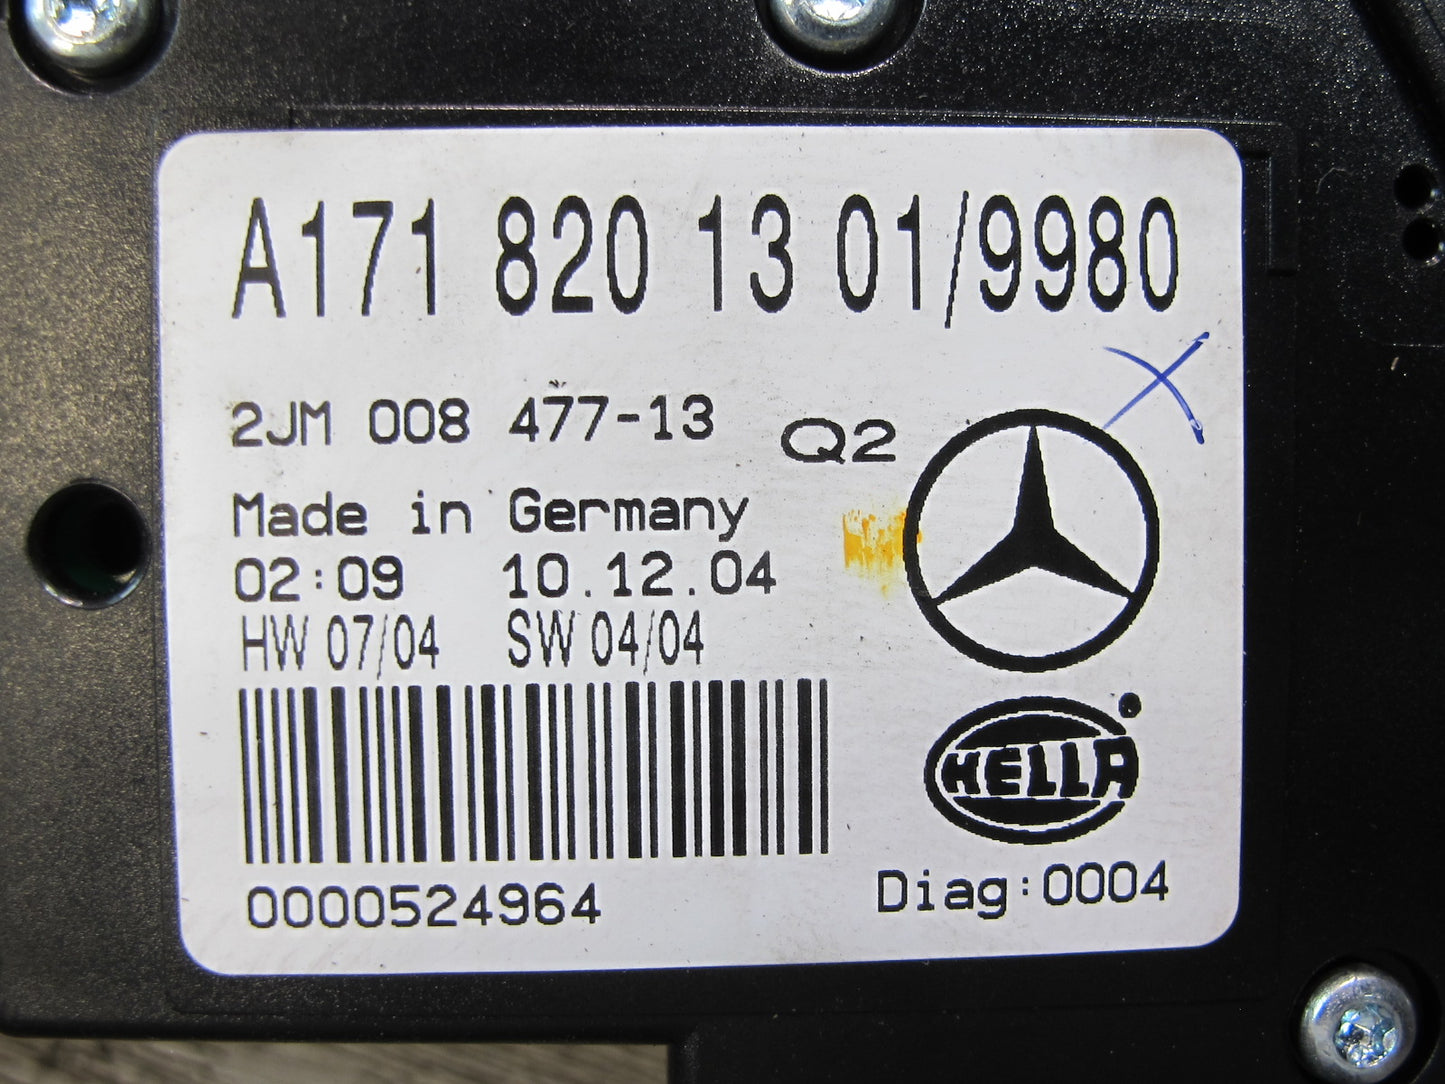 A171 820 13 01/9980
2JM 008 477-13 Q2
Made in Germany
02:09 10.12.04
HW 07/04 SW 04/04
HELLA
0000524964
Diag:0004